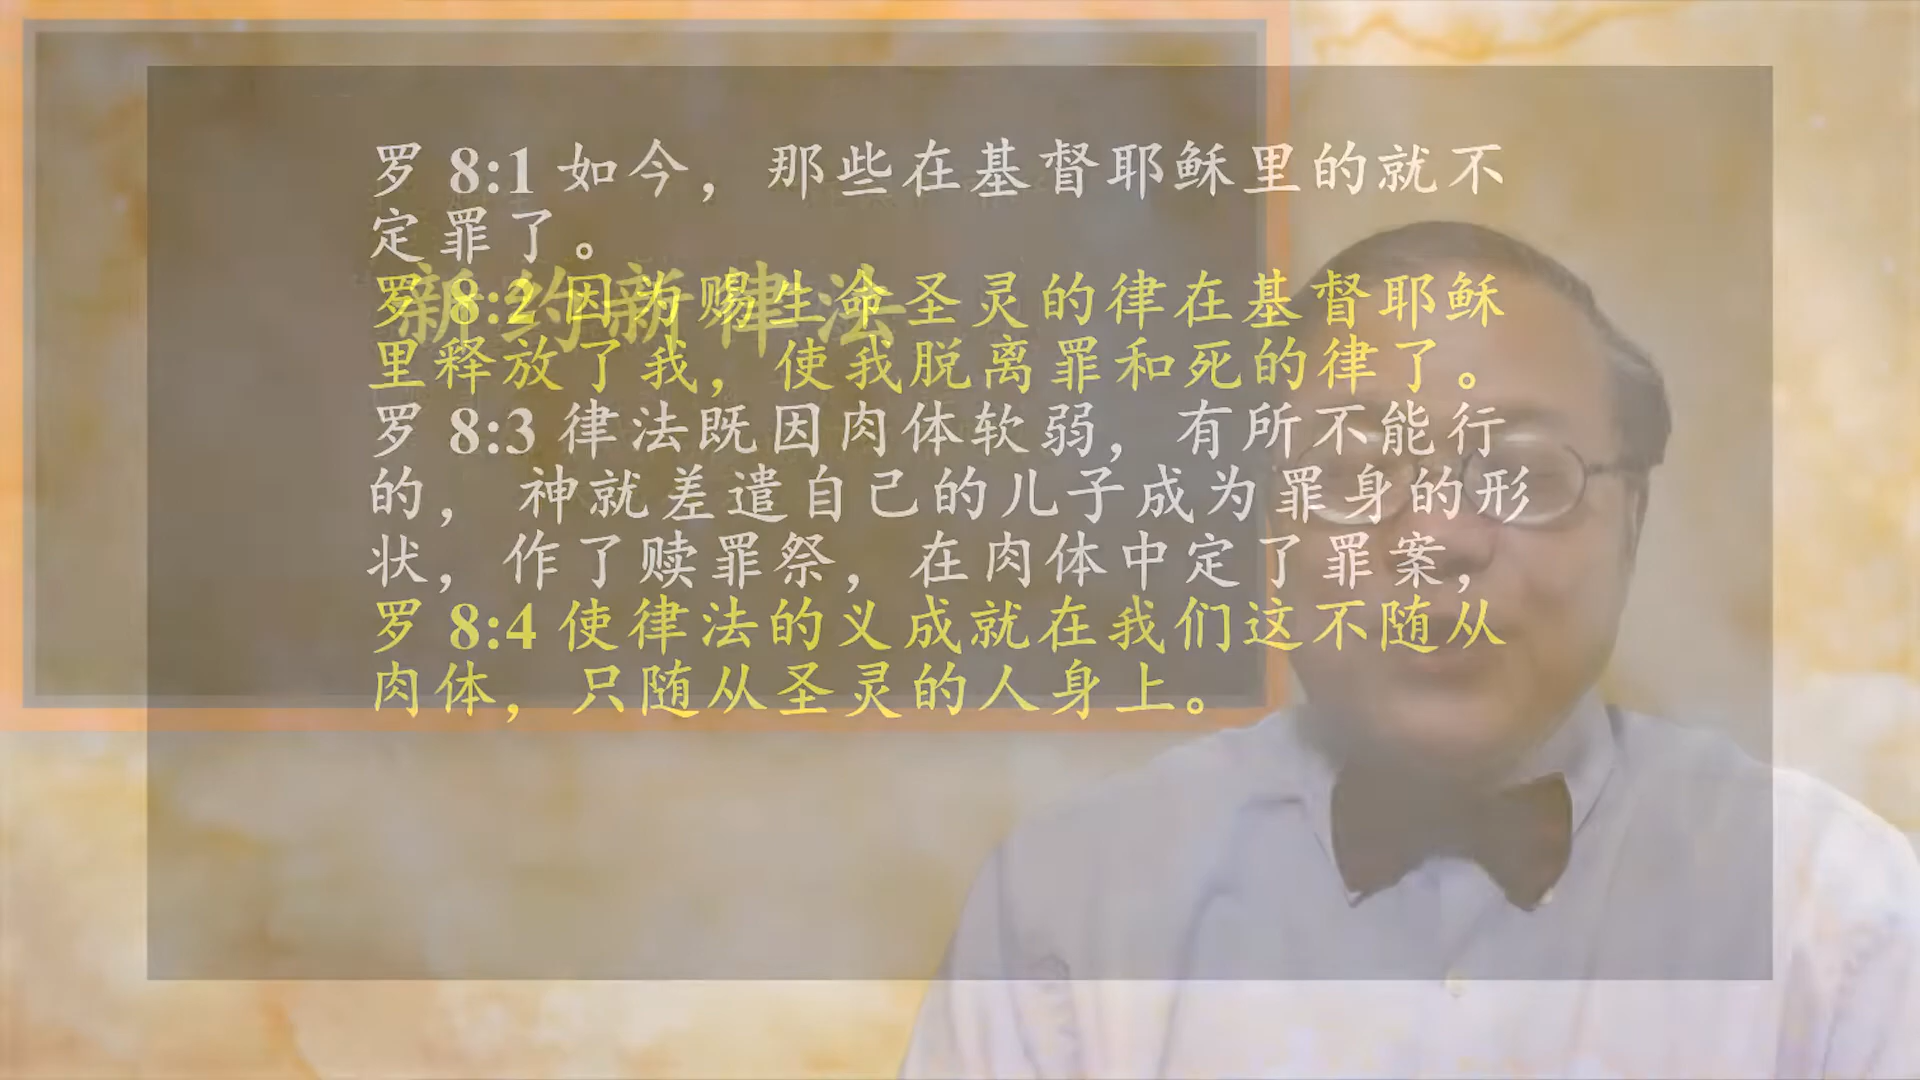 罗 8:1 如今，那些在基督耶稣里的就不
定罪了。
新约新律法
罗 8:2 因为赐生命圣灵的律在基督耶稣
里释放了我，使我脱离罪和死的律了。
罗 8:3 律法既因肉体软弱，有所不能行
的， 神就差遣自己的儿子成为罪身的形
状，作了赎罪祭，在肉体中定了罪案，
罗 8:4 使律法的义成就在我们这不随从
肉体，只随从圣灵的人身上。